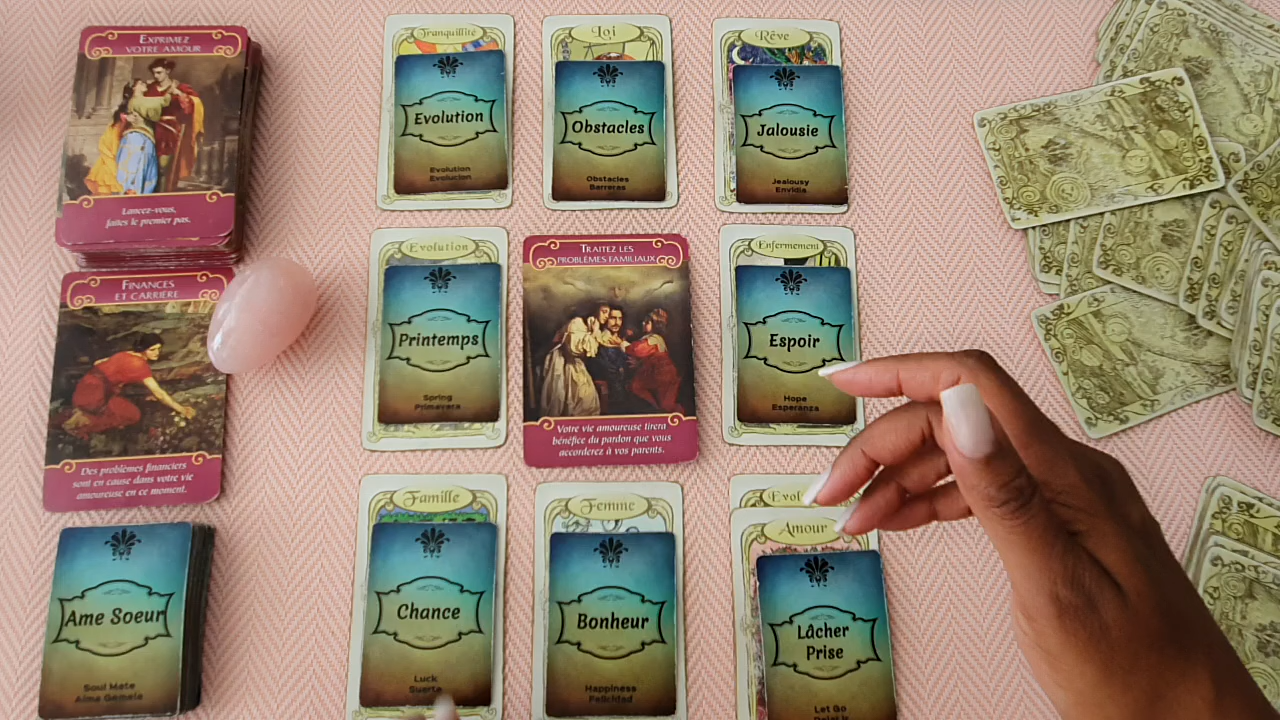 EXPRIMEZ
VOTRE AMOUR
Lancez-vous,
faites le premier pas.
FINANCES
ET CARRIÈRE
Des problèmes financiers
sont en cause dans votre vie
amoureuse en ce moment.
Ame Soeur
Soul Mate
Alma Gemela
Tranquillité
Evolution
Evolution
Evolucion
Loi
Obstacles
Obstacles
Barreras
Rêve
Jalousie
Jealousy
Envidia
Evolution
Printemps
Spring
Primavera
TRAITEZ LES
PROBLÈMES FAMILIAUX
Votre vie amoureuse tirera
bénéfice du pardon que vous
accorderez à vos parents.
Enfermement
Espoir
Hope
Esperanza
Famille
Chance
Luck
Suerte
Femme
Bonheur
Happiness
Felicidad
Evol
Amour
Lâcher
Prise
Let Go